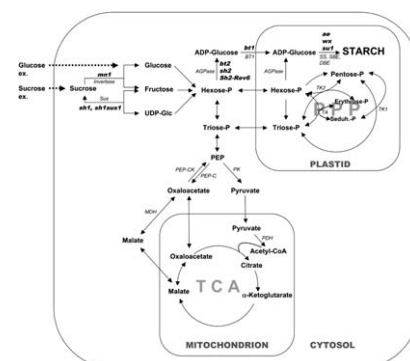 ae
wx
su1
ADP-Glucose
bt1
BT1
ADP-Glucose
SS, SBE,
DBE
STARCH
Glucose
ex.
mn1
Invertase
Glucose
AGPase
bt2
sh2
Sh2-Rev6
AGPase
Pentose-P
Sucrose
ex.
Sucrose
Fructose
Hexose-P
Hexose-P
TK2
Sus
sh1, sh1sus1
UDP-Glc
PPP
Erythrose-P
Seduh.-P
TK1
Triose-P
Triose-P
PLASTID
PEP
PEP-CK
PEP-C
PK
Oxaloacetate
Pyruvate
MDH
Malate
Pyruvate
PDH
Oxaloacetate
Acetyl-CoA
Citrate
TCA
Malate
α-Ketoglutarate
MITOCHONDRION
CYTOSOL